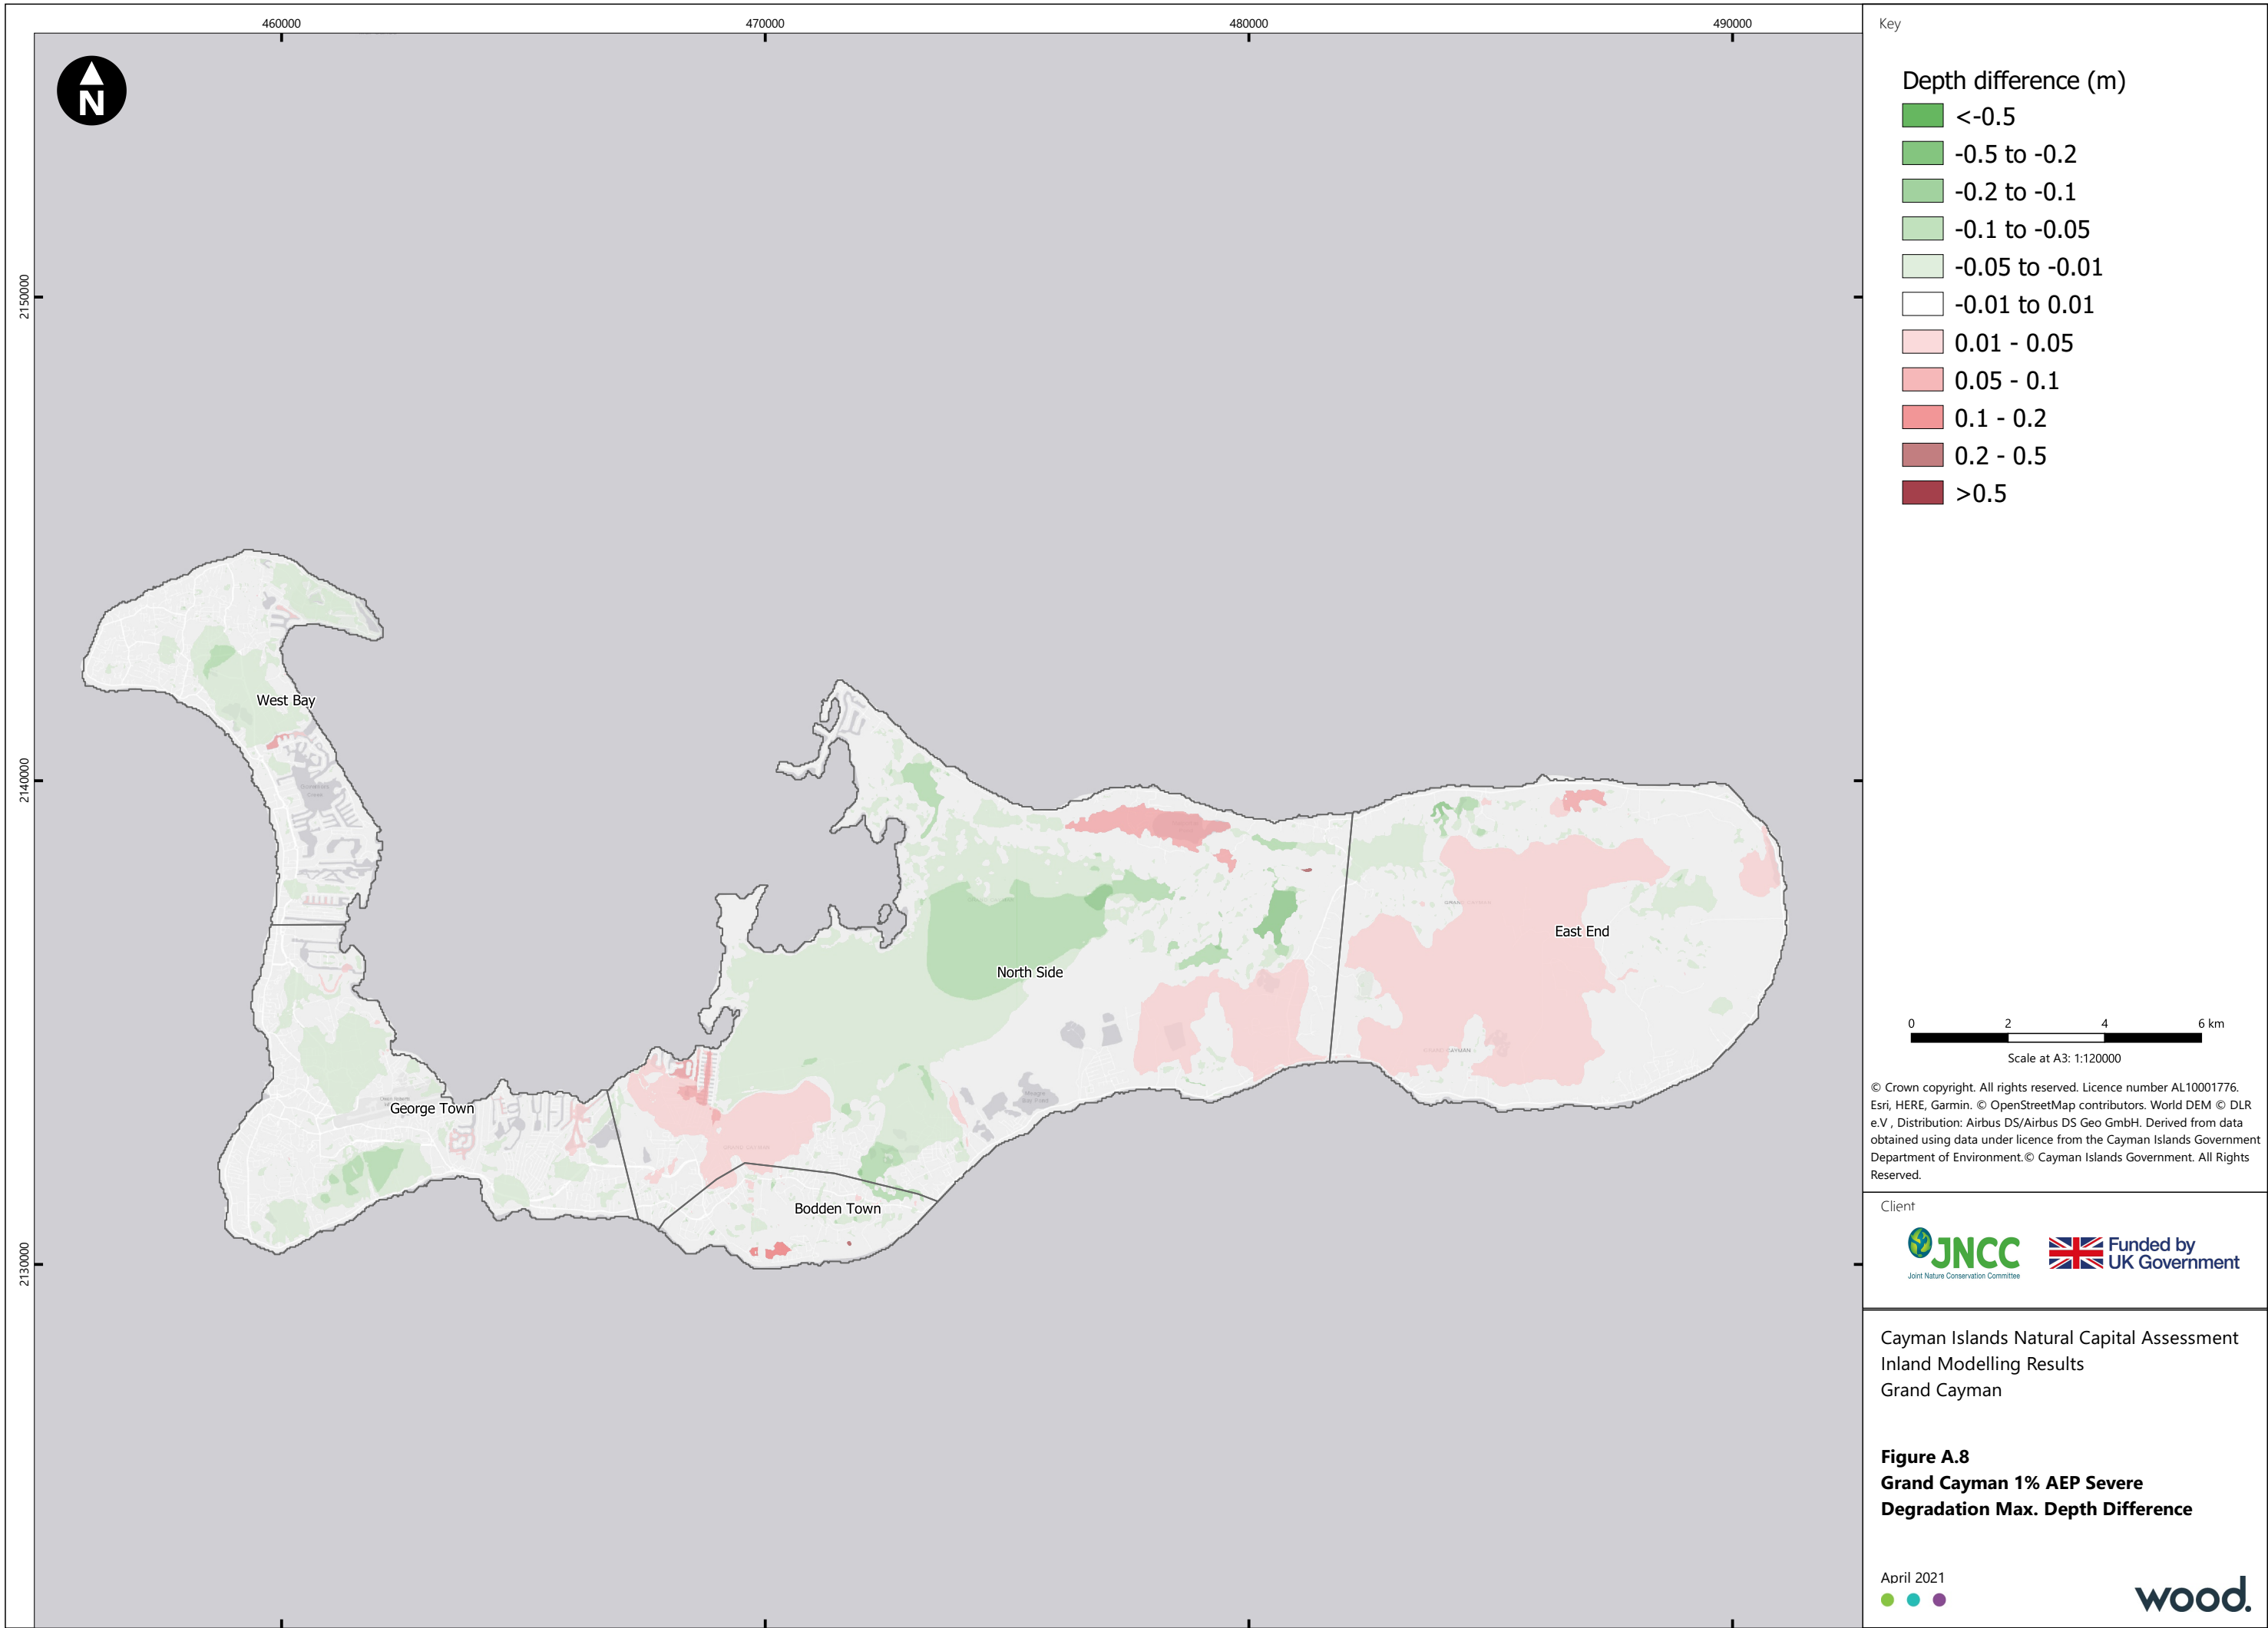 460000
470000
480000
490000
2150000
2140000
2130000
N
West Bay
George Town
North Side
Bodden Town
East End
Key
Depth difference (m)
<-0.5
-0.5 to -0.2
-0.2 to -0.1
-0.1 to -0.05
-0.05 to -0.01
-0.01 to 0.01
0.01 - 0.05
0.05 - 0.1
0.1 - 0.2
0.2 - 0.5
>0.5
0 2 4 6 km
Scale at A3: 1:120000
© Crown copyright. All rights reserved. Licence number AL10001776.
Esri, HERE, Garmin. © OpenStreetMap contributors. World DEM © DLR
e.V , Distribution: Airbus DS/Airbus DS Geo GmbH. Derived from data
obtained using data under licence from the Cayman Islands Government
Department of Environment.© Cayman Islands Government. All Rights
Reserved.
Client
JNCC
Joint Nature Conservation Committee
Funded by
UK Government
Cayman Islands Natural Capital Assessment
Inland Modelling Results
Grand Cayman
Figure A.8
Grand Cayman 1% AEP Severe
Degradation Max. Depth Difference
April 2021
wood.